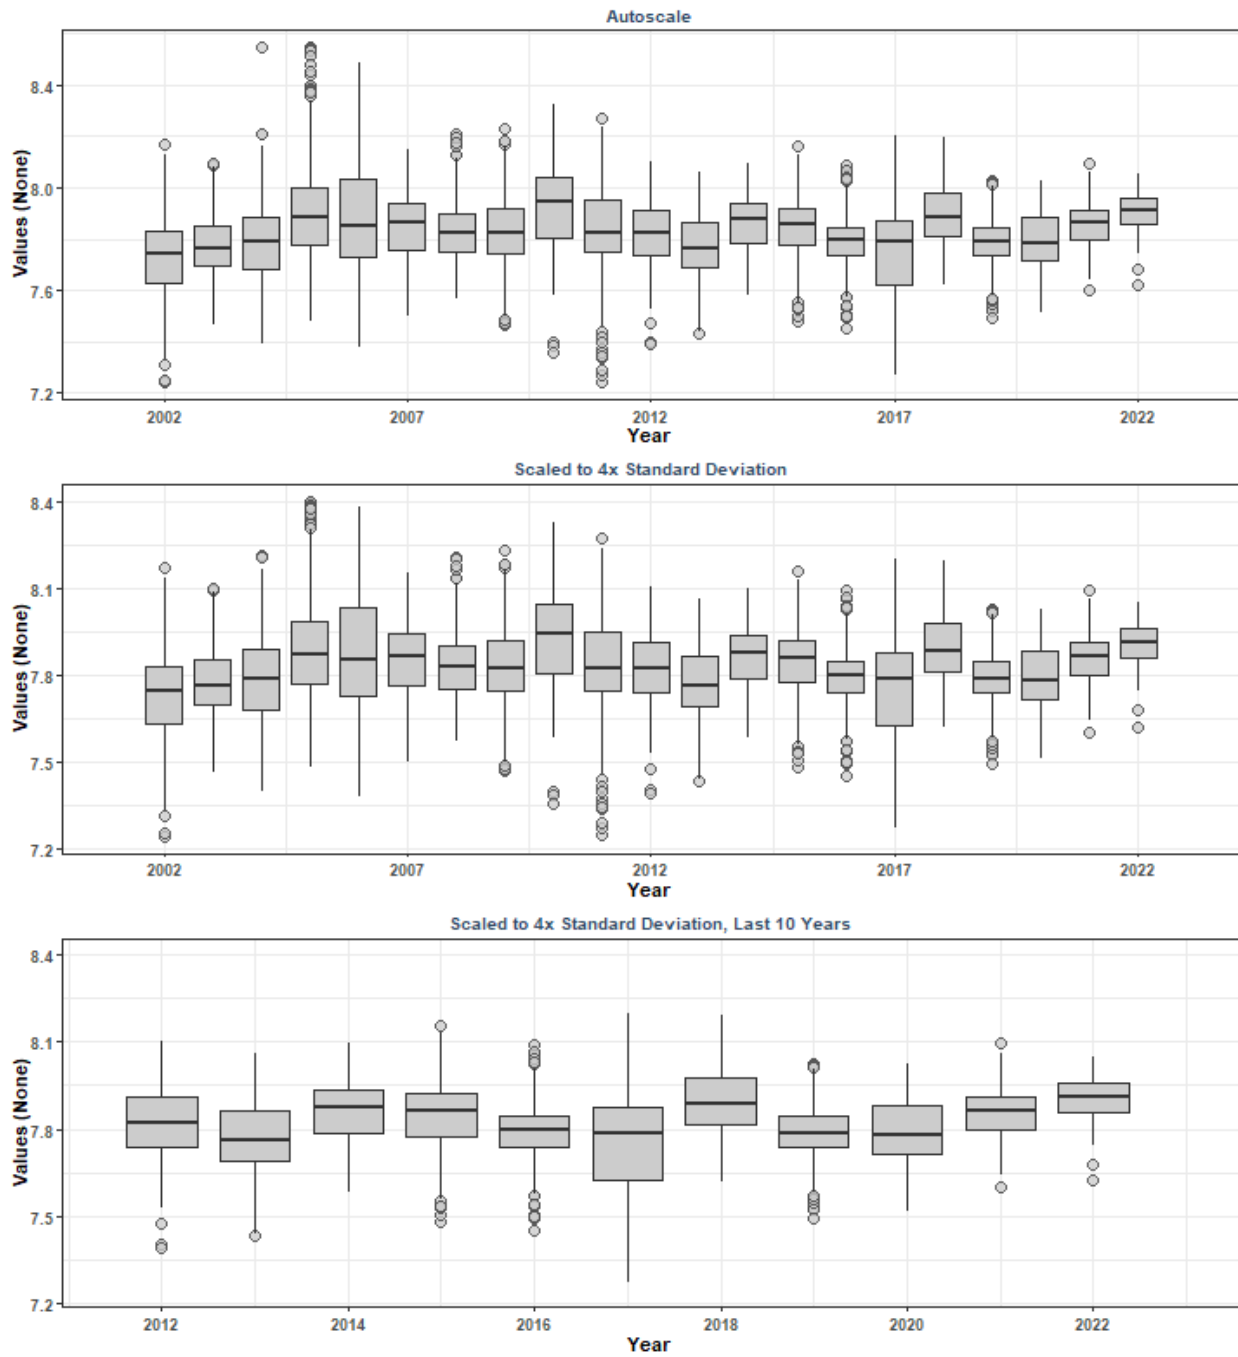 Autoscale
Values (None)
8.4
8.0
7.6
7.2
2002 2007 2012 2017 2022
Year
Scaled to 4x Standard Deviation
Values (None)
8.4
8.1
7.8
7.5
7.2
2002 2007 2012 2017 2022
Year
Scaled to 4x Standard Deviation, Last 10 Years
Values (None)
8.4
8.1
7.8
7.5
7.2
2012 2014 2016 2018 2020 2022
Year